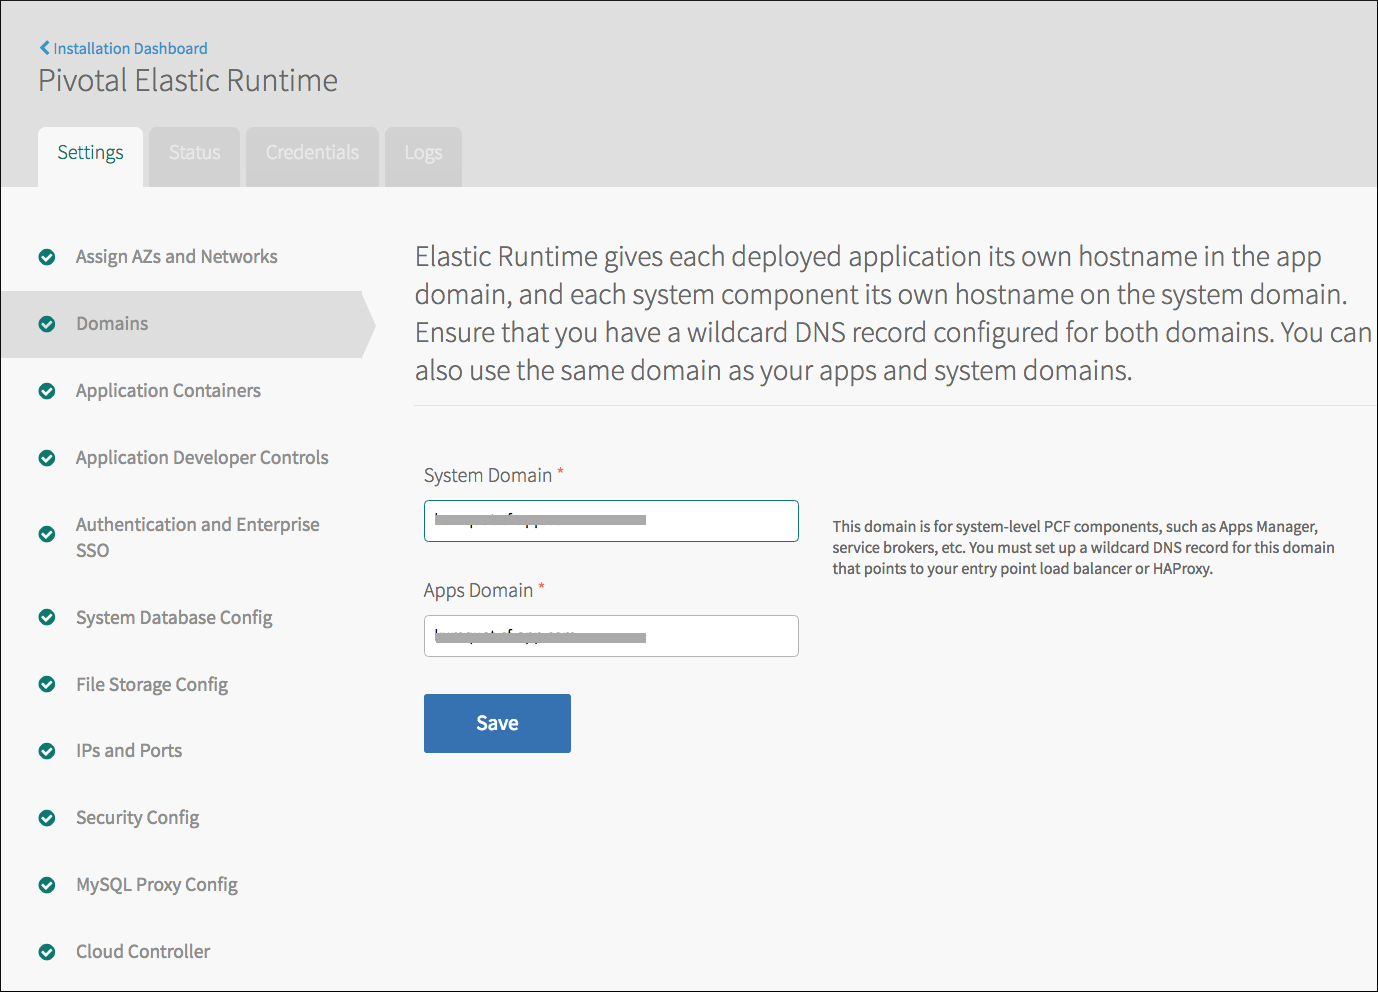 Installation Dashboard
Pivotal Elastic Runtime
Settings
Status
Credentials
Logs
Assign AZs and Networks
Domains
Application Containers
Application Developer Controls
Authentication and Enterprise
SSO
System Database Config
File Storage Config
IPs and Ports
Security Config
MySQL Proxy Config
Cloud Controller
Elastic Runtime gives each deployed application its own hostname in the app
domain, and each system component its own hostname on the system domain.
Ensure that you have a wildcard DNS record configured for both domains. You can
also use the same domain as your apps and system domains.
System Domain *
This domain is for system-level PCF components, such as Apps Manager,
service brokers, etc. You must set up a wildcard DNS record for this domain
that points to your entry point load balancer or HAProxy.
Apps Domain *
Save